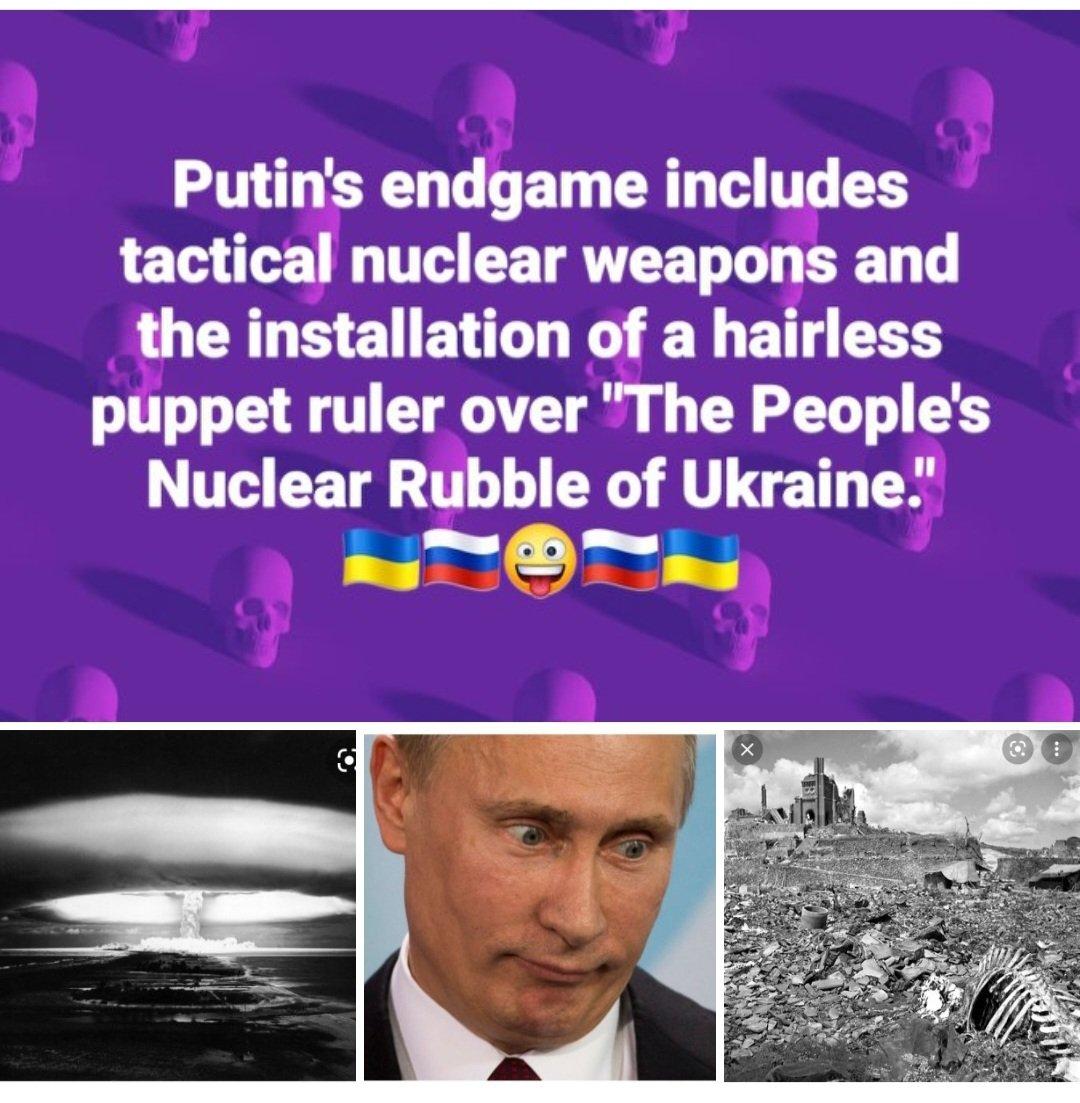 Putin's endgame includes
tactical nuclear weapons and
the installation of a hairless
puppet ruler over "The People's
Nuclear Rubble of Ukraine."
🇺🇦🇷🇺🤪🇷🇺🇺🇦